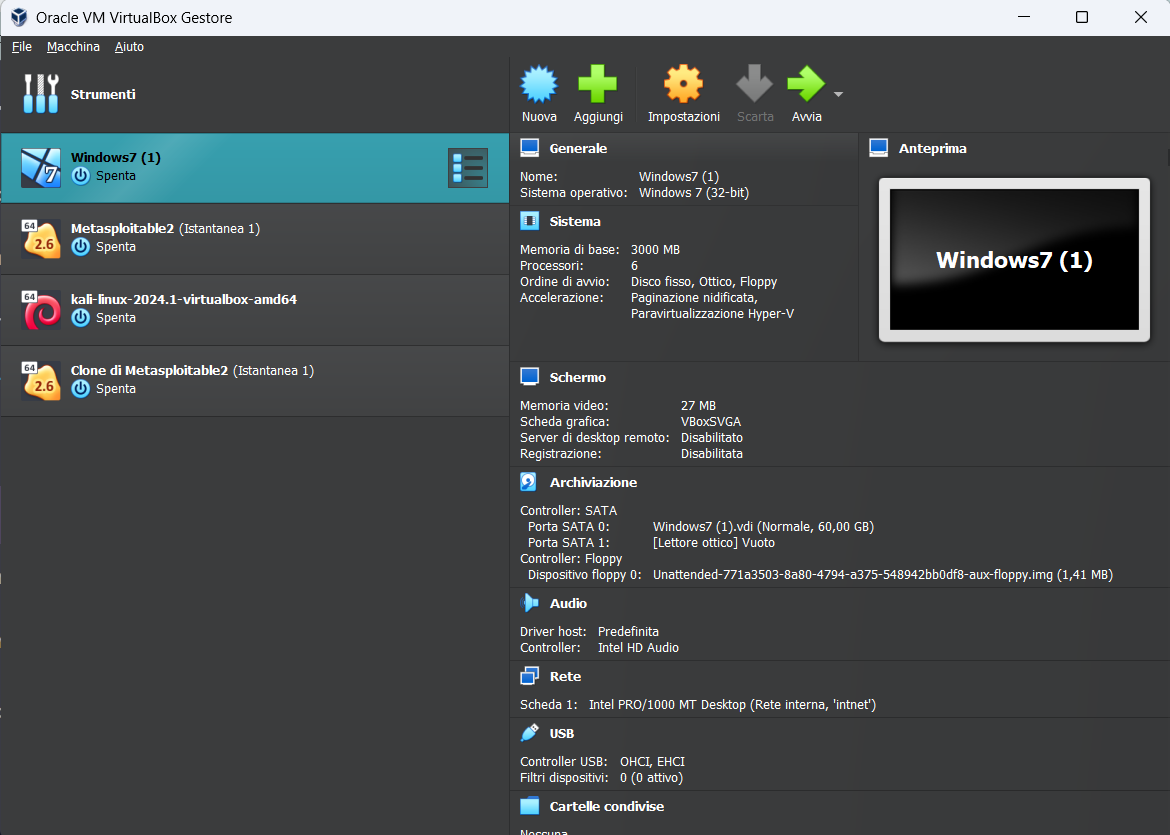 Oracle VM VirtualBox Gestore
File Macchina Aiuto
Strumenti
Windows7 (1)
Spenta
64
2.6
Metasploitable2 (Istantanea 1)
Spenta
64
kali-linux-2024.1-virtualbox-amd64
Spenta
64
2.6
Clone di Metasploitable2 (Istantanea 1)
Spenta
Nuova Aggiungi Impostazioni Scarta Avvia
Generale
Nome: Windows7 (1)
Sistema operativo: Windows 7 (32-bit)
Sistema
Memoria di base: 3000 MB
Processori: 6
Ordine di avvio: Disco fisso, Ottico, Floppy
Accelerazione: Paginazione nidificata,
Paravirtualizzazione Hyper-V
Anteprima
Windows7 (1)
Schermo
Memoria video: 27 MB
Scheda grafica: VBoxSVGA
Server di desktop remoto: Disabilitato
Registrazione: Disabilitata
Archiviazione
Controller: SATA
Porta SATA 0: Windows7 (1).vdi (Normale, 60,00 GB)
Porta SATA 1: [Lettore ottico] Vuoto
Controller: Floppy
Dispositivo floppy 0: Unattended-771a3503-8a80-4794-a375-548942bb0df8-aux-floppy.img (1,41 MB)
Audio
Driver host: Predefinita
Controller: Intel HD Audio
Rete
Scheda 1: Intel PRO/1000 MT Desktop (Rete interna, 'intnet')
USB
Controller USB: OHCI, EHCI
Filtri dispositivi: 0 (0 attivo)
Cartelle condivise
Nessuna